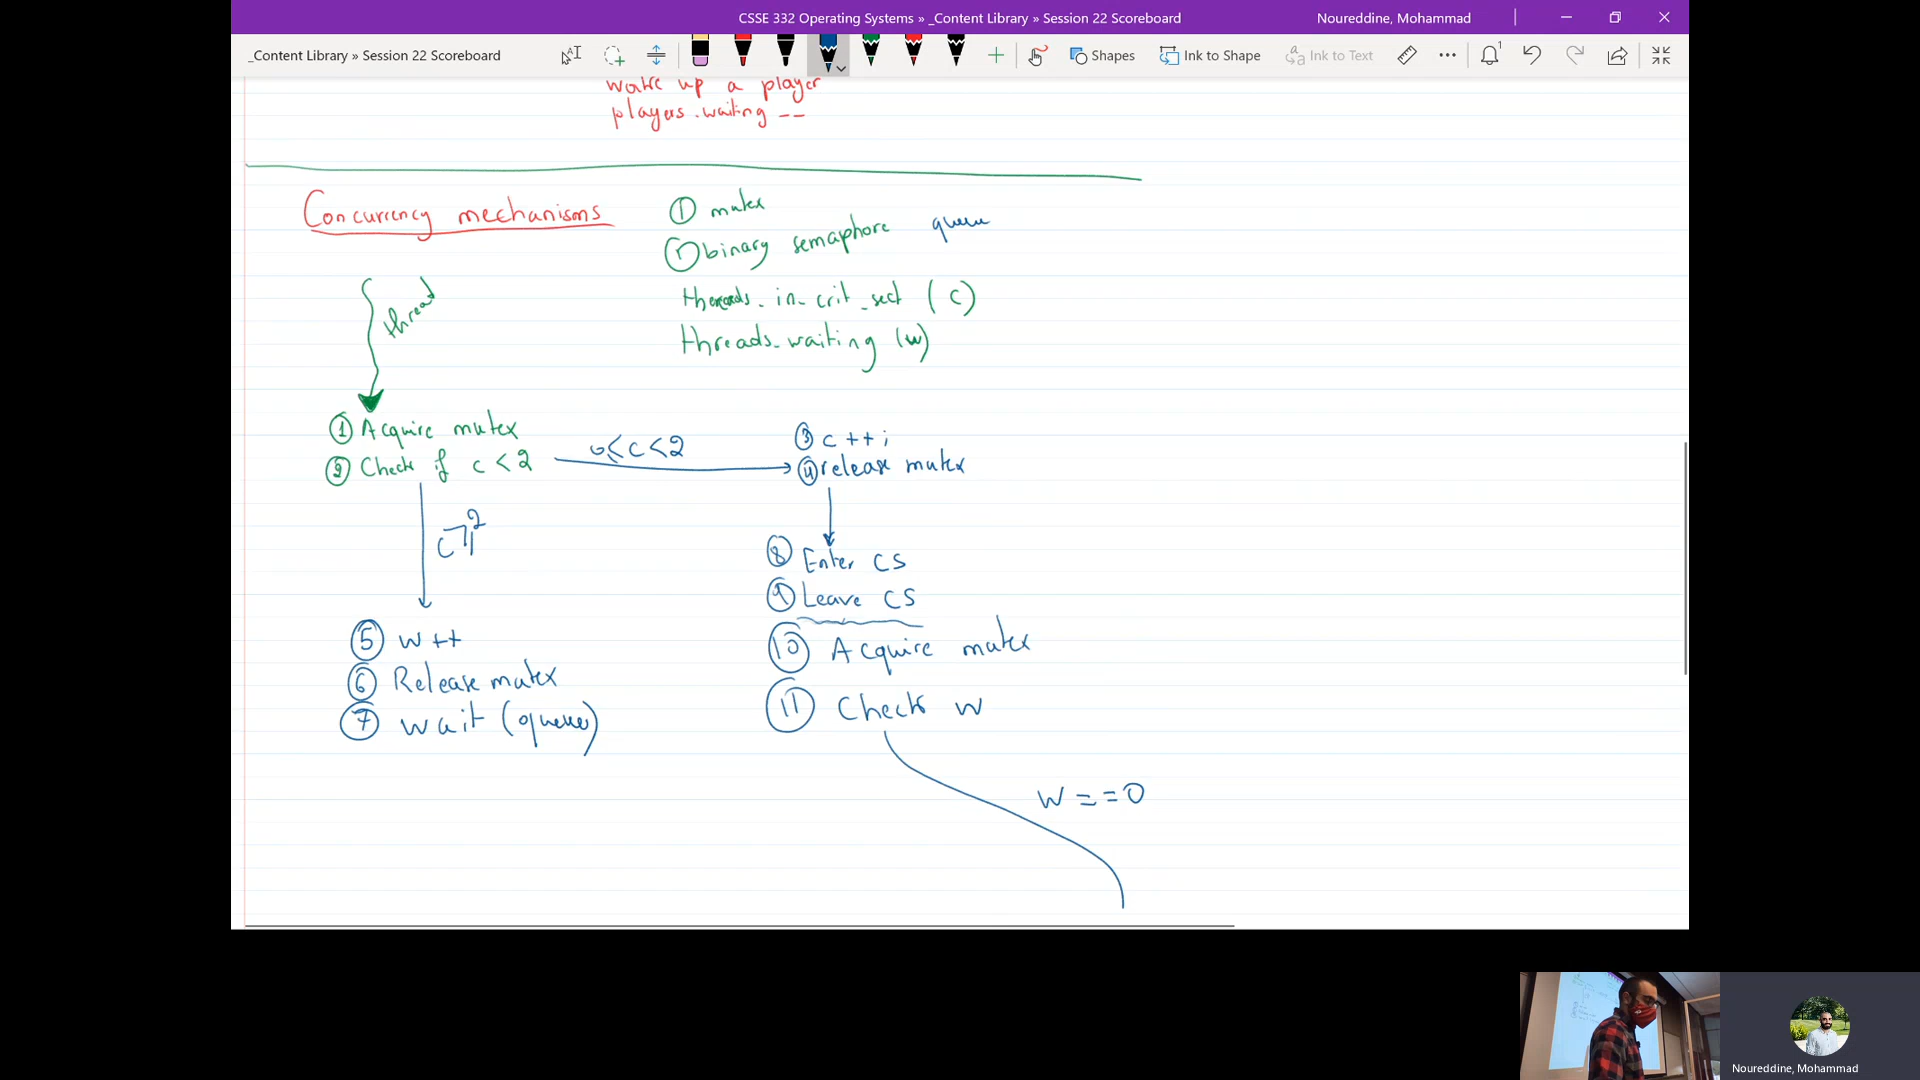 CSSE 332 Operating Systems » _Content Library » Session 22 Scoreboard
Noureddine, Mohammad
_Content Library » Session 22 Scoreboard
Shapes
Ink to Shape
Ink to Text
wake up a player
players_waiting --
Concurrency mechanisms
① mutex
② binary semaphore queue
threads_in_crit_sect (c)
threads_waiting (w)
thread
① Acquire mutex
② Check if c < 2
0 ≤ c < 2
③ c++;
④ release mutex
c ≥ 2
⑧ Enter CS
⑨ Leave CS
⑤ w++
⑥ Release mutex
⑦ wait (queue)
⑩ Acquire mutex
⑪ Check w
w == 0
Noureddine, Mohammad